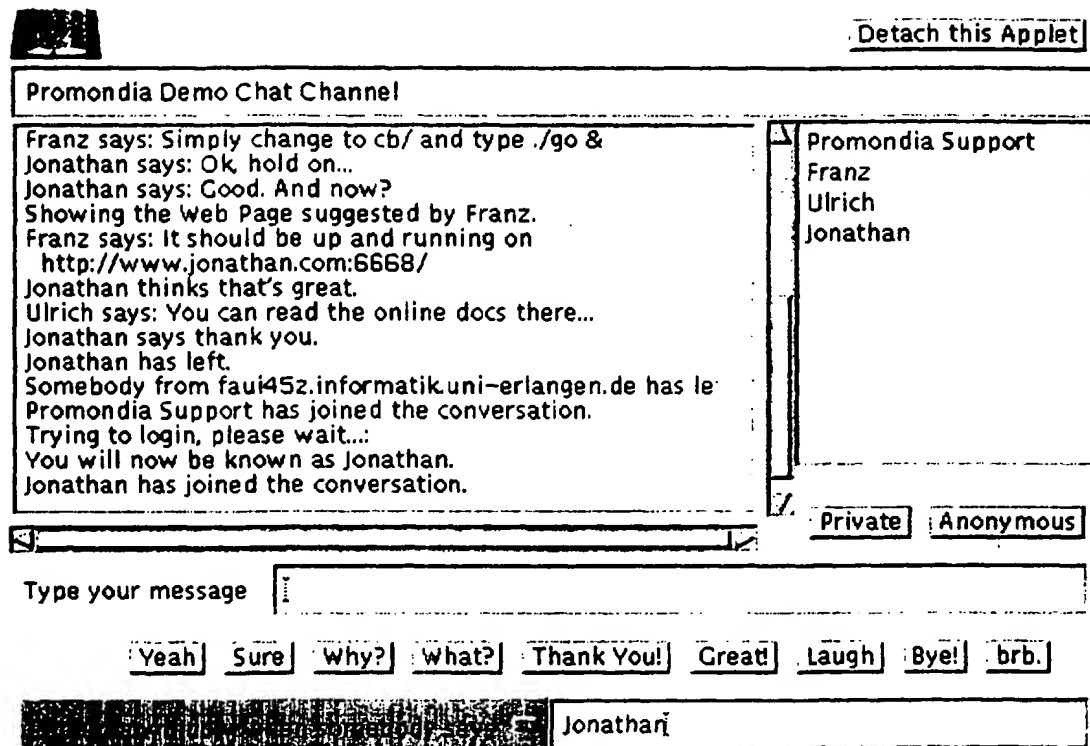 Detach this Applet
Promondia Demo Chat Channel
Franz says: Simply change to cb/ and type ./go &
Jonathan says: Ok, hold on...
Jonathan says: Good. And now?
Showing the Web Page suggested by Franz.
Franz says: It should be up and running on
http://www.jonathan.com:6668/
Jonathan thinks that's great.
Ulrich says: You can read the online docs there...
Jonathan says thank you.
Jonathan has left.
Somebody from faui45z.informatik.uni-erlangen.de has le
Promondia Support has joined the conversation.
Trying to login, please wait...:
You will now be known as Jonathan.
Jonathan has joined the conversation.
Promondia Support
Franz
Ulrich
Jonathan
Private Anonymous
Type your message
Yeah Sure Why? What? Thank You! Great! Laugh Bye! brb.
Jonathan